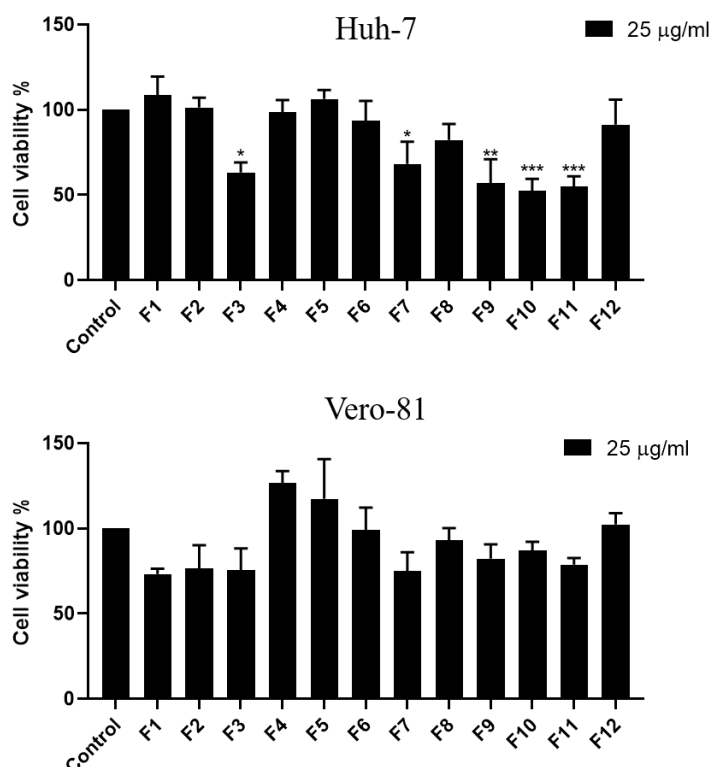 Huh-7
25 μg/ml
Cell viability %
150
100
50
0
* * ** *** ***
Control F1 F2 F3 F4 F5 F6 F7 F8 F9 F10 F11 F12
Vero-81
25 μg/ml
Cell viability %
150
100
50
0
Control F1 F2 F3 F4 F5 F6 F7 F8 F9 F10 F11 F12